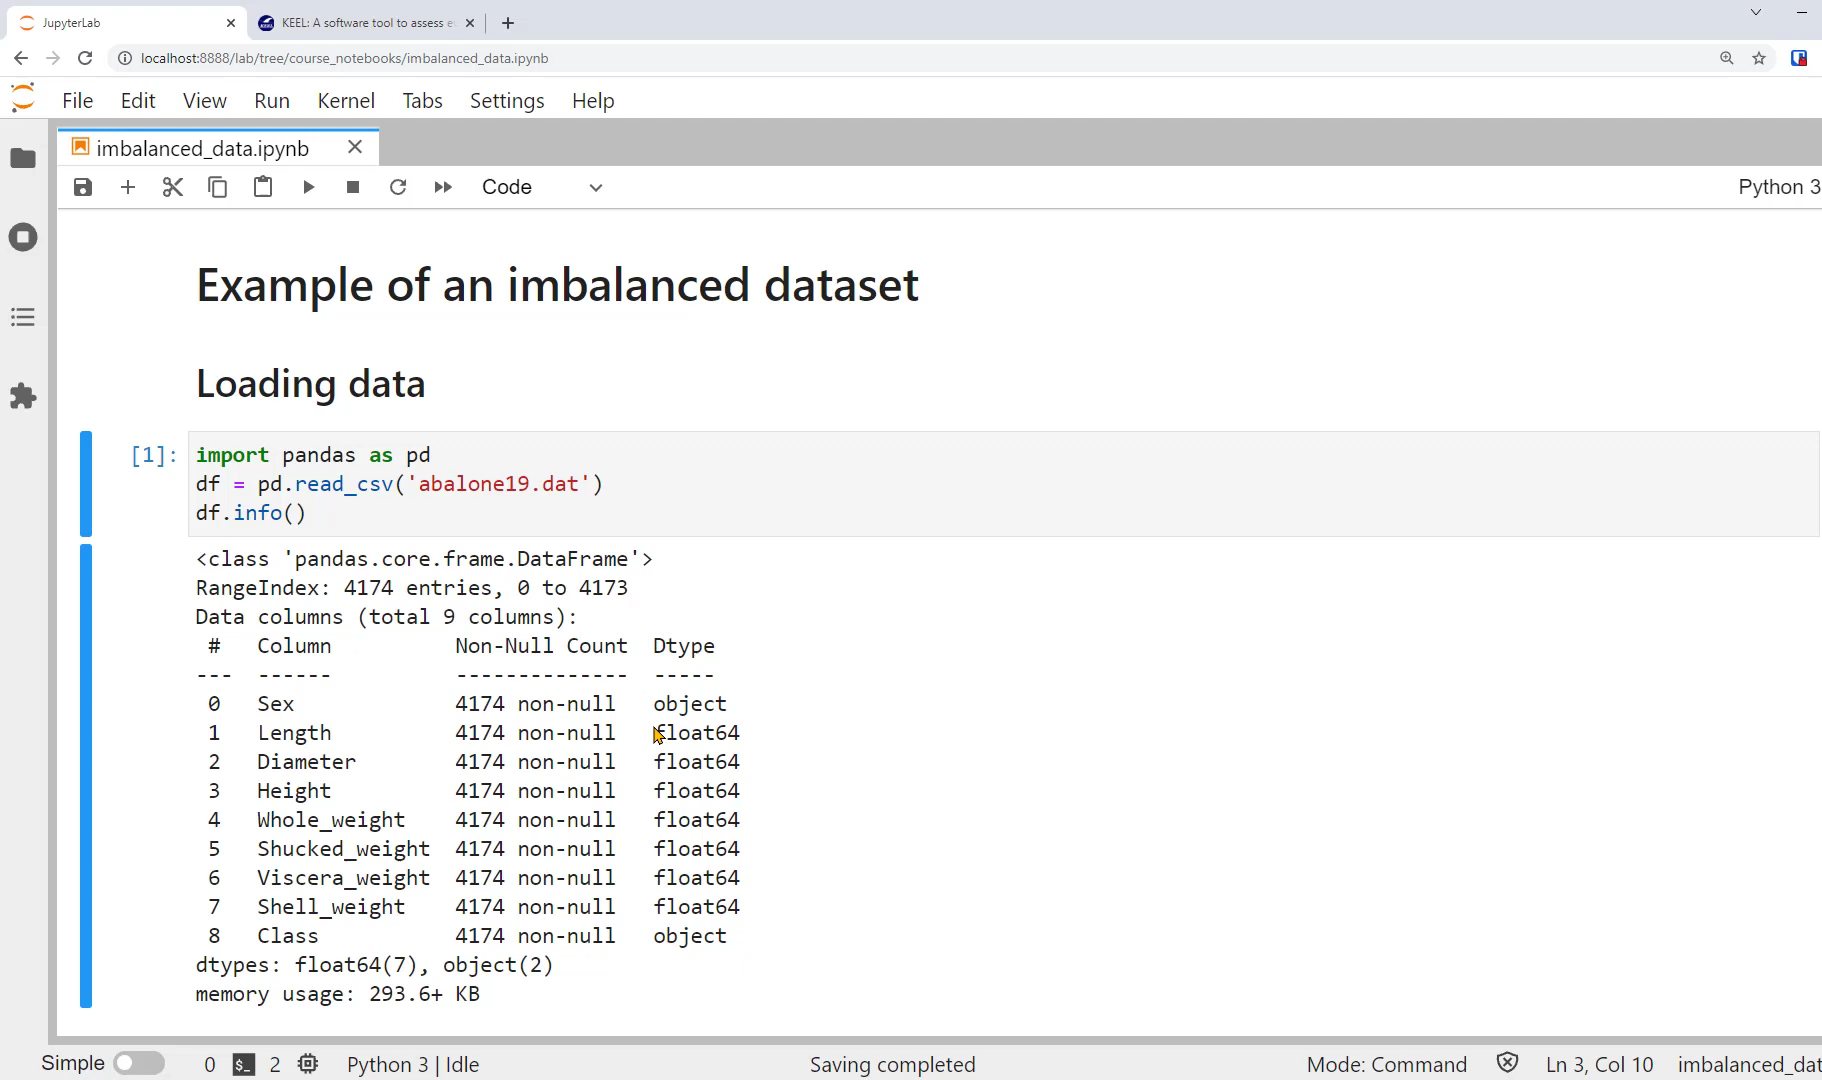 JupyterLab
KEEL: A software tool to assess
localhost:8888/lab/tree/course_notebooks/imbalanced_data.ipynb
File Edit View Run Kernel Tabs Settings Help
imbalanced_data.ipynb
Code
Python 3
Example of an imbalanced dataset
Loading data
[1]:
import pandas as pd
df = pd.read_csv('abalone19.dat')
df.info()
<class 'pandas.core.frame.DataFrame'>
RangeIndex: 4174 entries, 0 to 4173
Data columns (total 9 columns):
# Column Non-Null Count Dtype
--- ------ -------------- -----
0 Sex 4174 non-null object
1 Length 4174 non-null float64
2 Diameter 4174 non-null float64
3 Height 4174 non-null float64
4 Whole_weight 4174 non-null float64
5 Shucked_weight 4174 non-null float64
6 Viscera_weight 4174 non-null float64
7 Shell_weight 4174 non-null float64
8 Class 4174 non-null object
dtypes: float64(7), object(2)
memory usage: 293.6+ KB
Simple 0 $_ 2 Python 3 | Idle Saving completed Mode: Command Ln 3, Col 10 imbalanced_dat